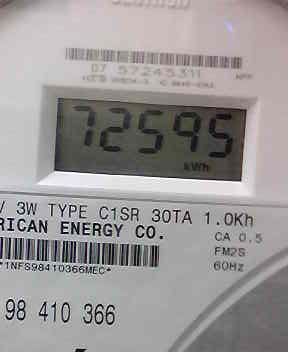 07 57245311
72595
kWh
/ 3W TYPE C1SR 30TA 1.0Kh
RICAN ENERGY CO.
CA 0.5
FM2S
60Hz
*1NFS98410366MEC*
98 410 366